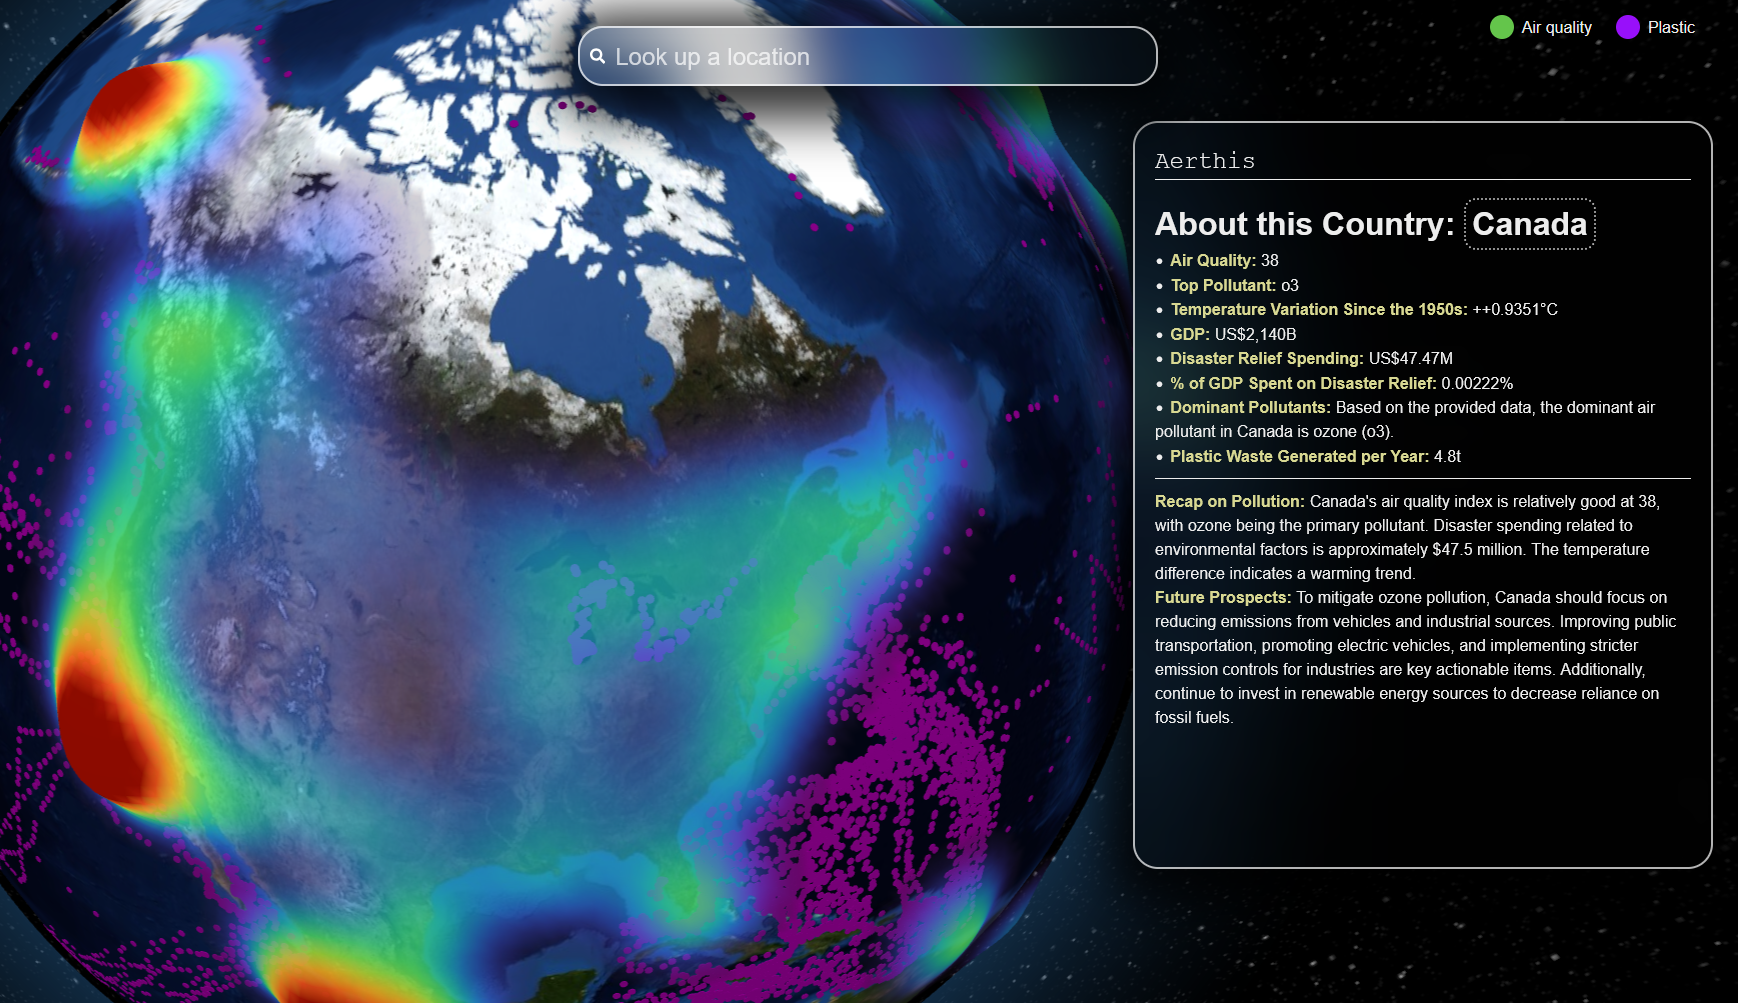 Look up a location
Air quality
Plastic
Aerthis
About this Country: Canada
• Air Quality: 38
• Top Pollutant: o3
• Temperature Variation Since the 1950s: ++0.9351°C
• GDP: US$2,140B
• Disaster Relief Spending: US$47.47M
• % of GDP Spent on Disaster Relief: 0.00222%
• Dominant Pollutants: Based on the provided data, the dominant air
pollutant in Canada is ozone (o3).
• Plastic Waste Generated per Year: 4.8t
Recap on Pollution: Canada's air quality index is relatively good at 38,
with ozone being the primary pollutant. Disaster spending related to
environmental factors is approximately $47.5 million. The temperature
difference indicates a warming trend.
Future Prospects: To mitigate ozone pollution, Canada should focus on
reducing emissions from vehicles and industrial sources. Improving public
transportation, promoting electric vehicles, and implementing stricter
emission controls for industries are key actionable items. Additionally,
continue to invest in renewable energy sources to decrease reliance on
fossil fuels.